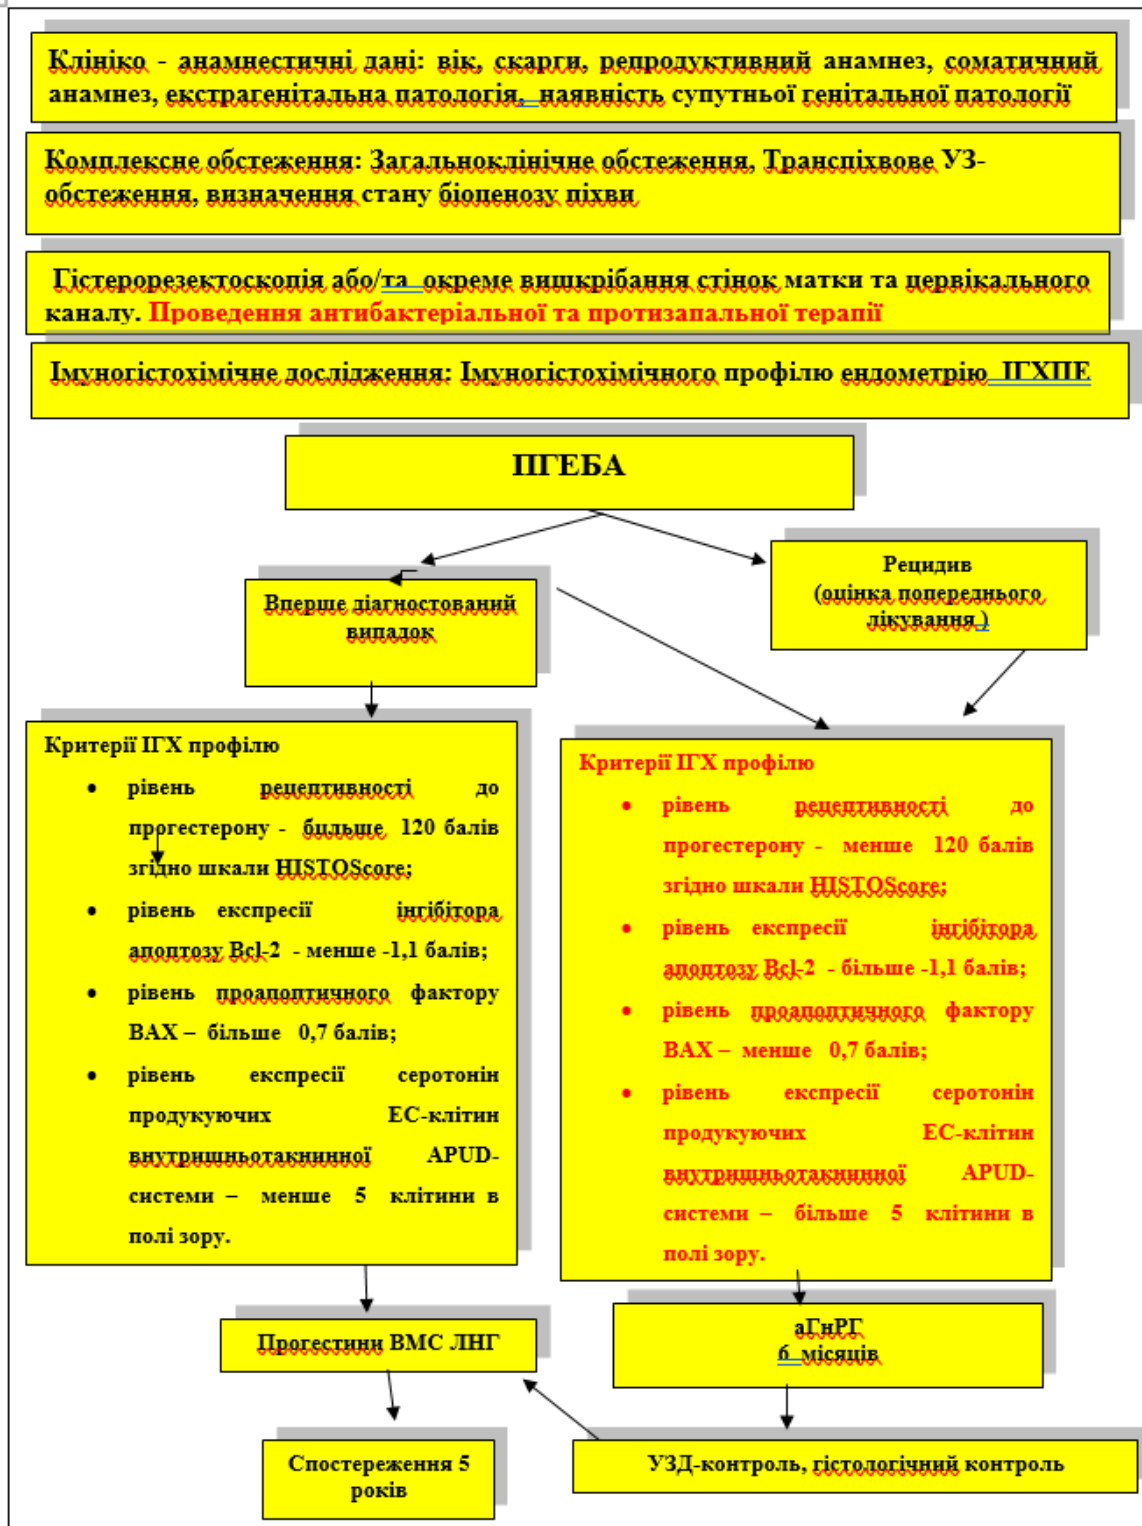 Клініко - анамнестичні дані: вік, скарги, репродуктивний анамнез, соматичний
анамнез, екстрагенітальна патологія, наявність супутньої генітальної патології
Комплексне обстеження: Загальноклінічне обстеження, Транспіхвове УЗ-
обстеження, визначення стану біоценозу піхви
Гістерорезектоскопія або/та окреме вишкрібання стінок матки та цервікального
каналу. Проведення антибактеріальної та протизапальної терапії
Імуногістохімічне дослідження: Імуногістохімічного профілю ендометрію ІГХПЕ
ПГЕБА
Вперше діагностований
випадок
Рецидив
(оцінка попереднього
лікування )
Критерії ІГХ профілю
• рівень рецептивності до
прогестерону - бцльше 120 балів
згідно шкали HISTOScore;
• рівень експресії інгібітора
апоптозу Bcl-2 - менше -1,1 балів;
• рівень проапоптичного фактору
ВАХ – більше 0,7 балів;
• рівень експресії серотонін
продукуючих ЕС-клітин
внутришньотакнинної APUD-
системи – менше 5 клітини в
полі зору.
Критерії ІГХ профілю
• рівень рецептивності до
прогестерону - менше 120 балів
згідно шкали HISTOScore;
• рівень експресії інгібітора
апоптозу Bcl-2 - більше -1,1 балів;
• рівень проапоптичного фактору
ВАХ – менше 0,7 балів;
• рівень експресії серотонін
продукуючих ЕС-клітин
внутришньотакнинної APUD-
системи – більше 5 клітини в
полі зору.
Прогестини ВМС ЛНГ
аГнРГ
6 місяців
Спостереження 5
років
УЗД-контроль, гістологічний контроль